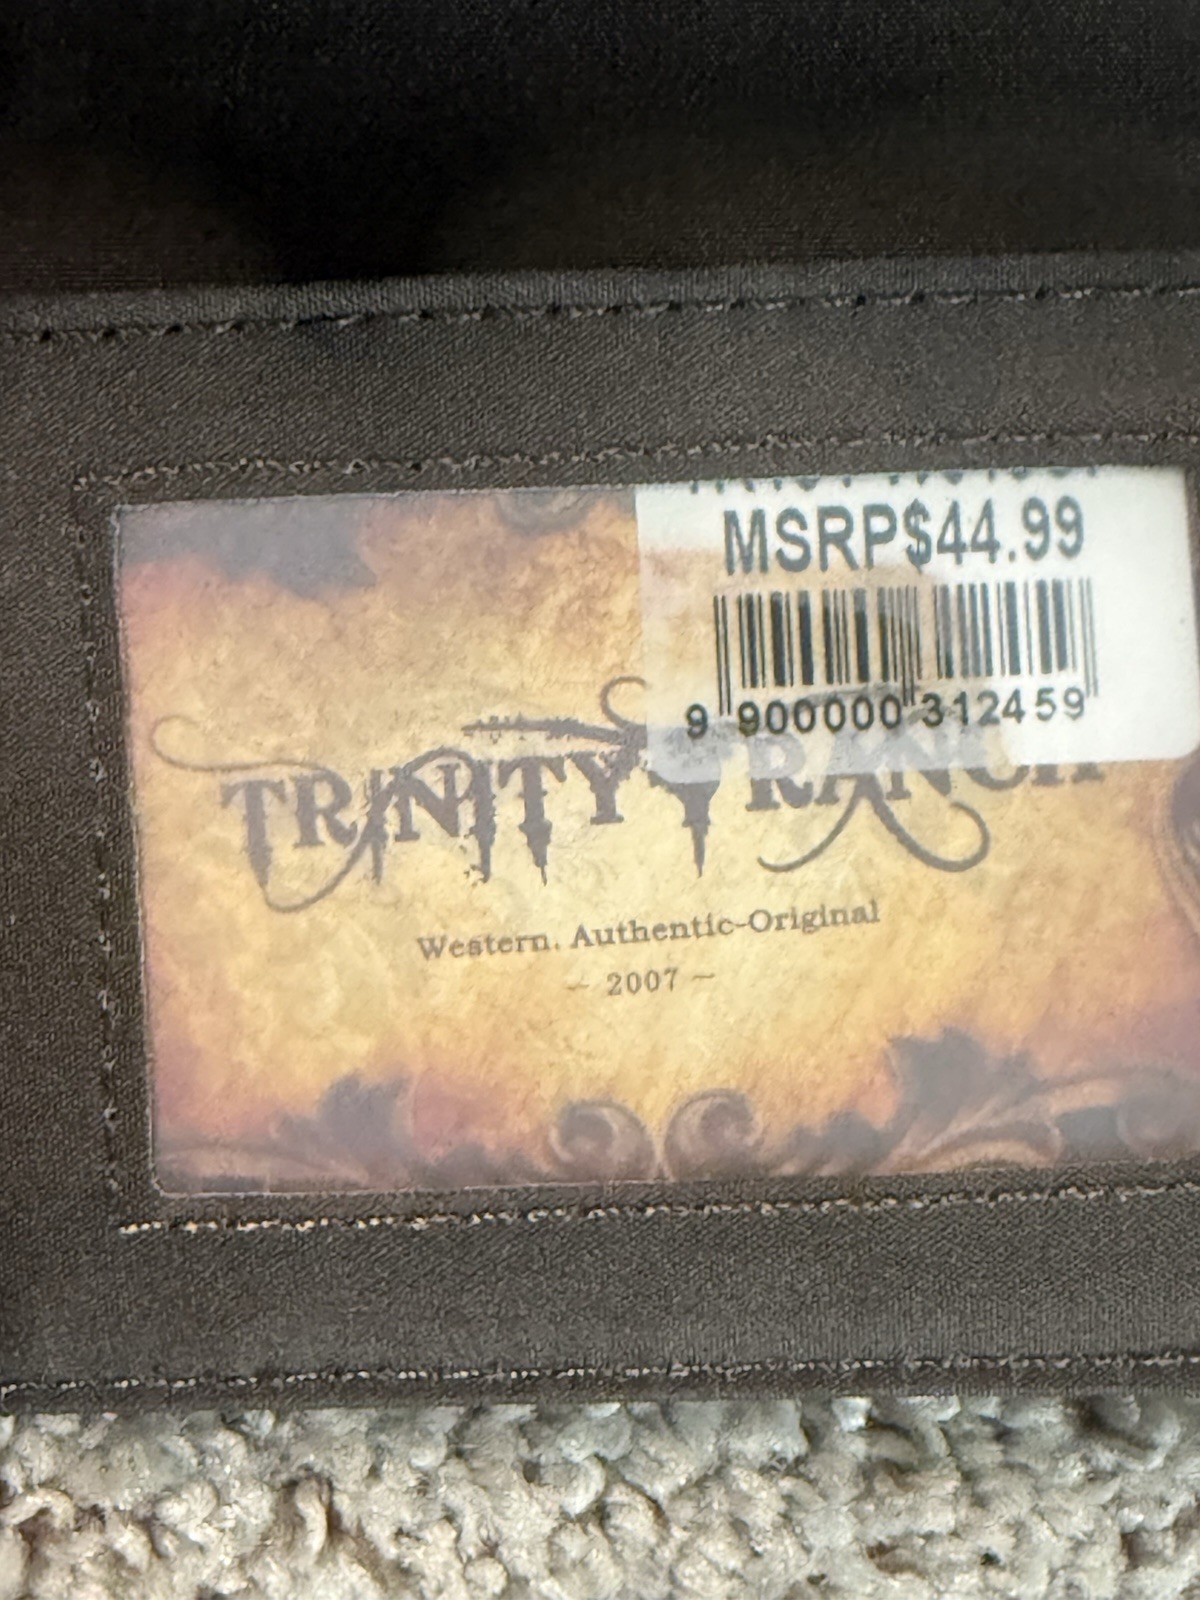 MSRP$44.99
9 900000 312459
TRINITY RANCH
Western. Authentic-Original
~ 2007 ~